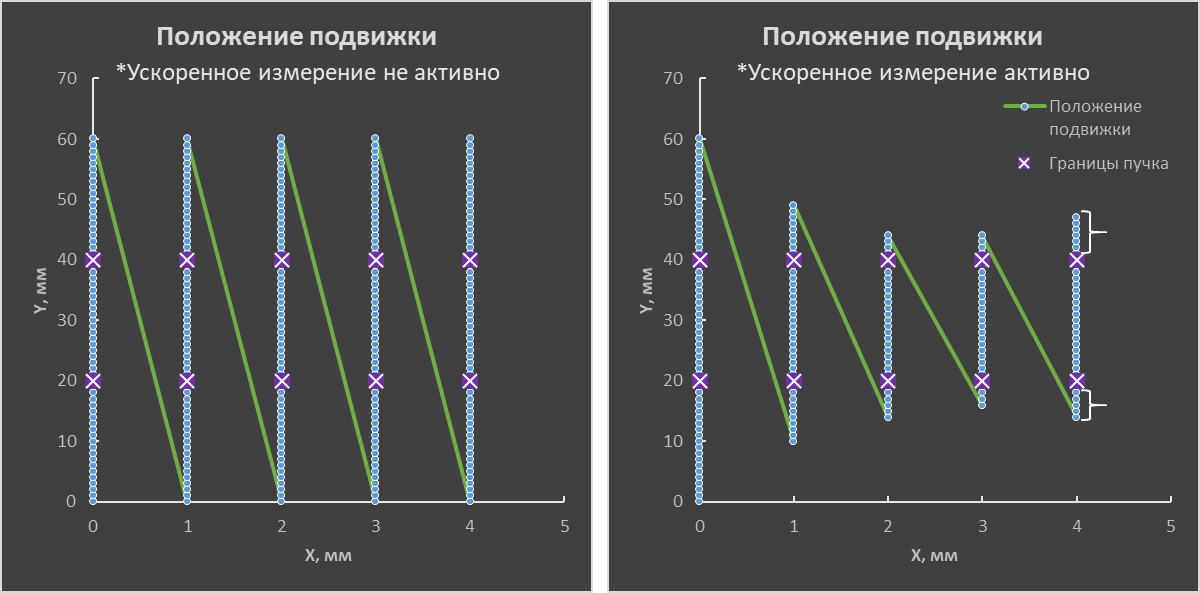 Положение подвижки
*Ускоренное измерение не активно
70
60
50
40
30
20
10
0
Y, мм
0 1 2 3 4 5
X, мм
Положение подвижки
*Ускоренное измерение активно
Положение
подвижки
Границы пучка
70
60
50
40
30
20
10
0
Y, мм
0 1 2 3 4 5
X, мм